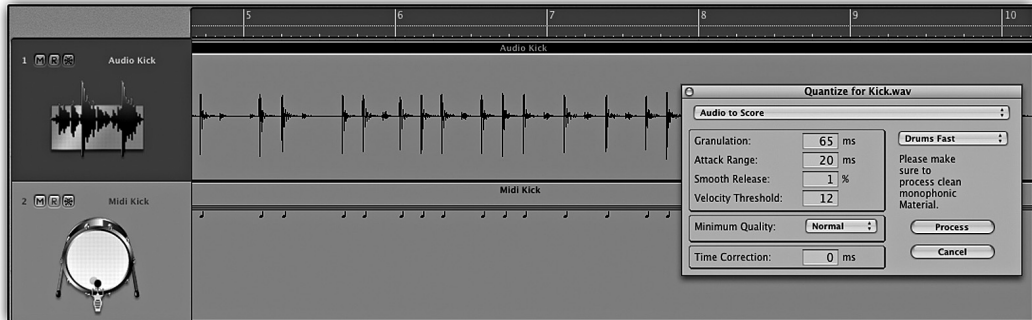 5 6 7 8 9 10
1 M R Audio Kick
Audio Kick
Quantize for Kick.wav
Audio to Score
Granulation: 65 ms
Attack Range: 20 ms
Smooth Release: 1 %
Velocity Threshold: 12
Minimum Quality: Normal
Time Correction: 0 ms
Drums Fast
Please make
sure to
process clean
monophonic
Material.
Process
Cancel
2 M R Midi Kick
Midi Kick